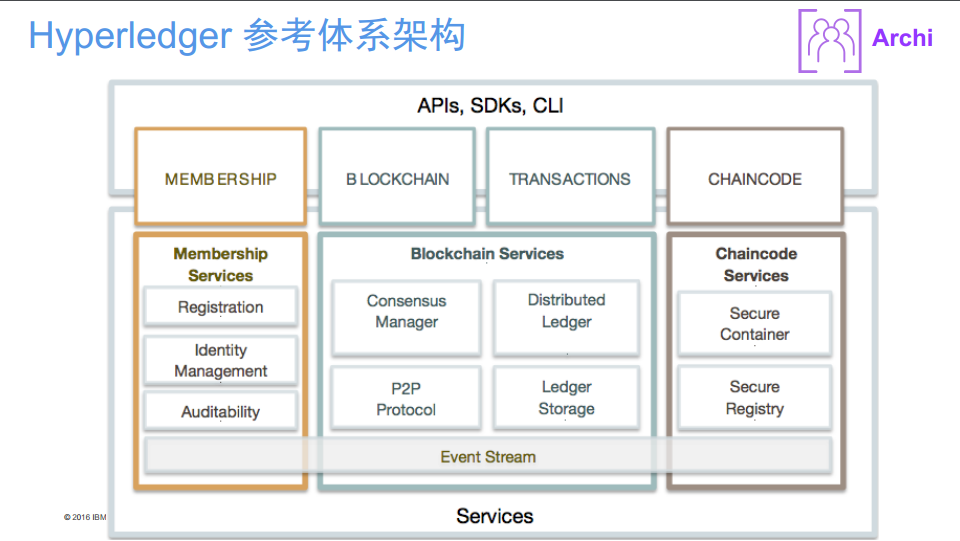 Hyperledger 参考体系架构
Archi
APIs, SDKs, CLI
MEMBERSHIP
BLOCKCHAIN
TRANSACTIONS
CHAINCODE
Membership
Services
Registration
Identity
Management
Auditability
Blockchain Services
Consensus
Manager
Distributed
Ledger
P2P
Protocol
Ledger
Storage
Chaincode
Services
Secure
Container
Secure
Registry
Event Stream
Services
© 2016 IBM